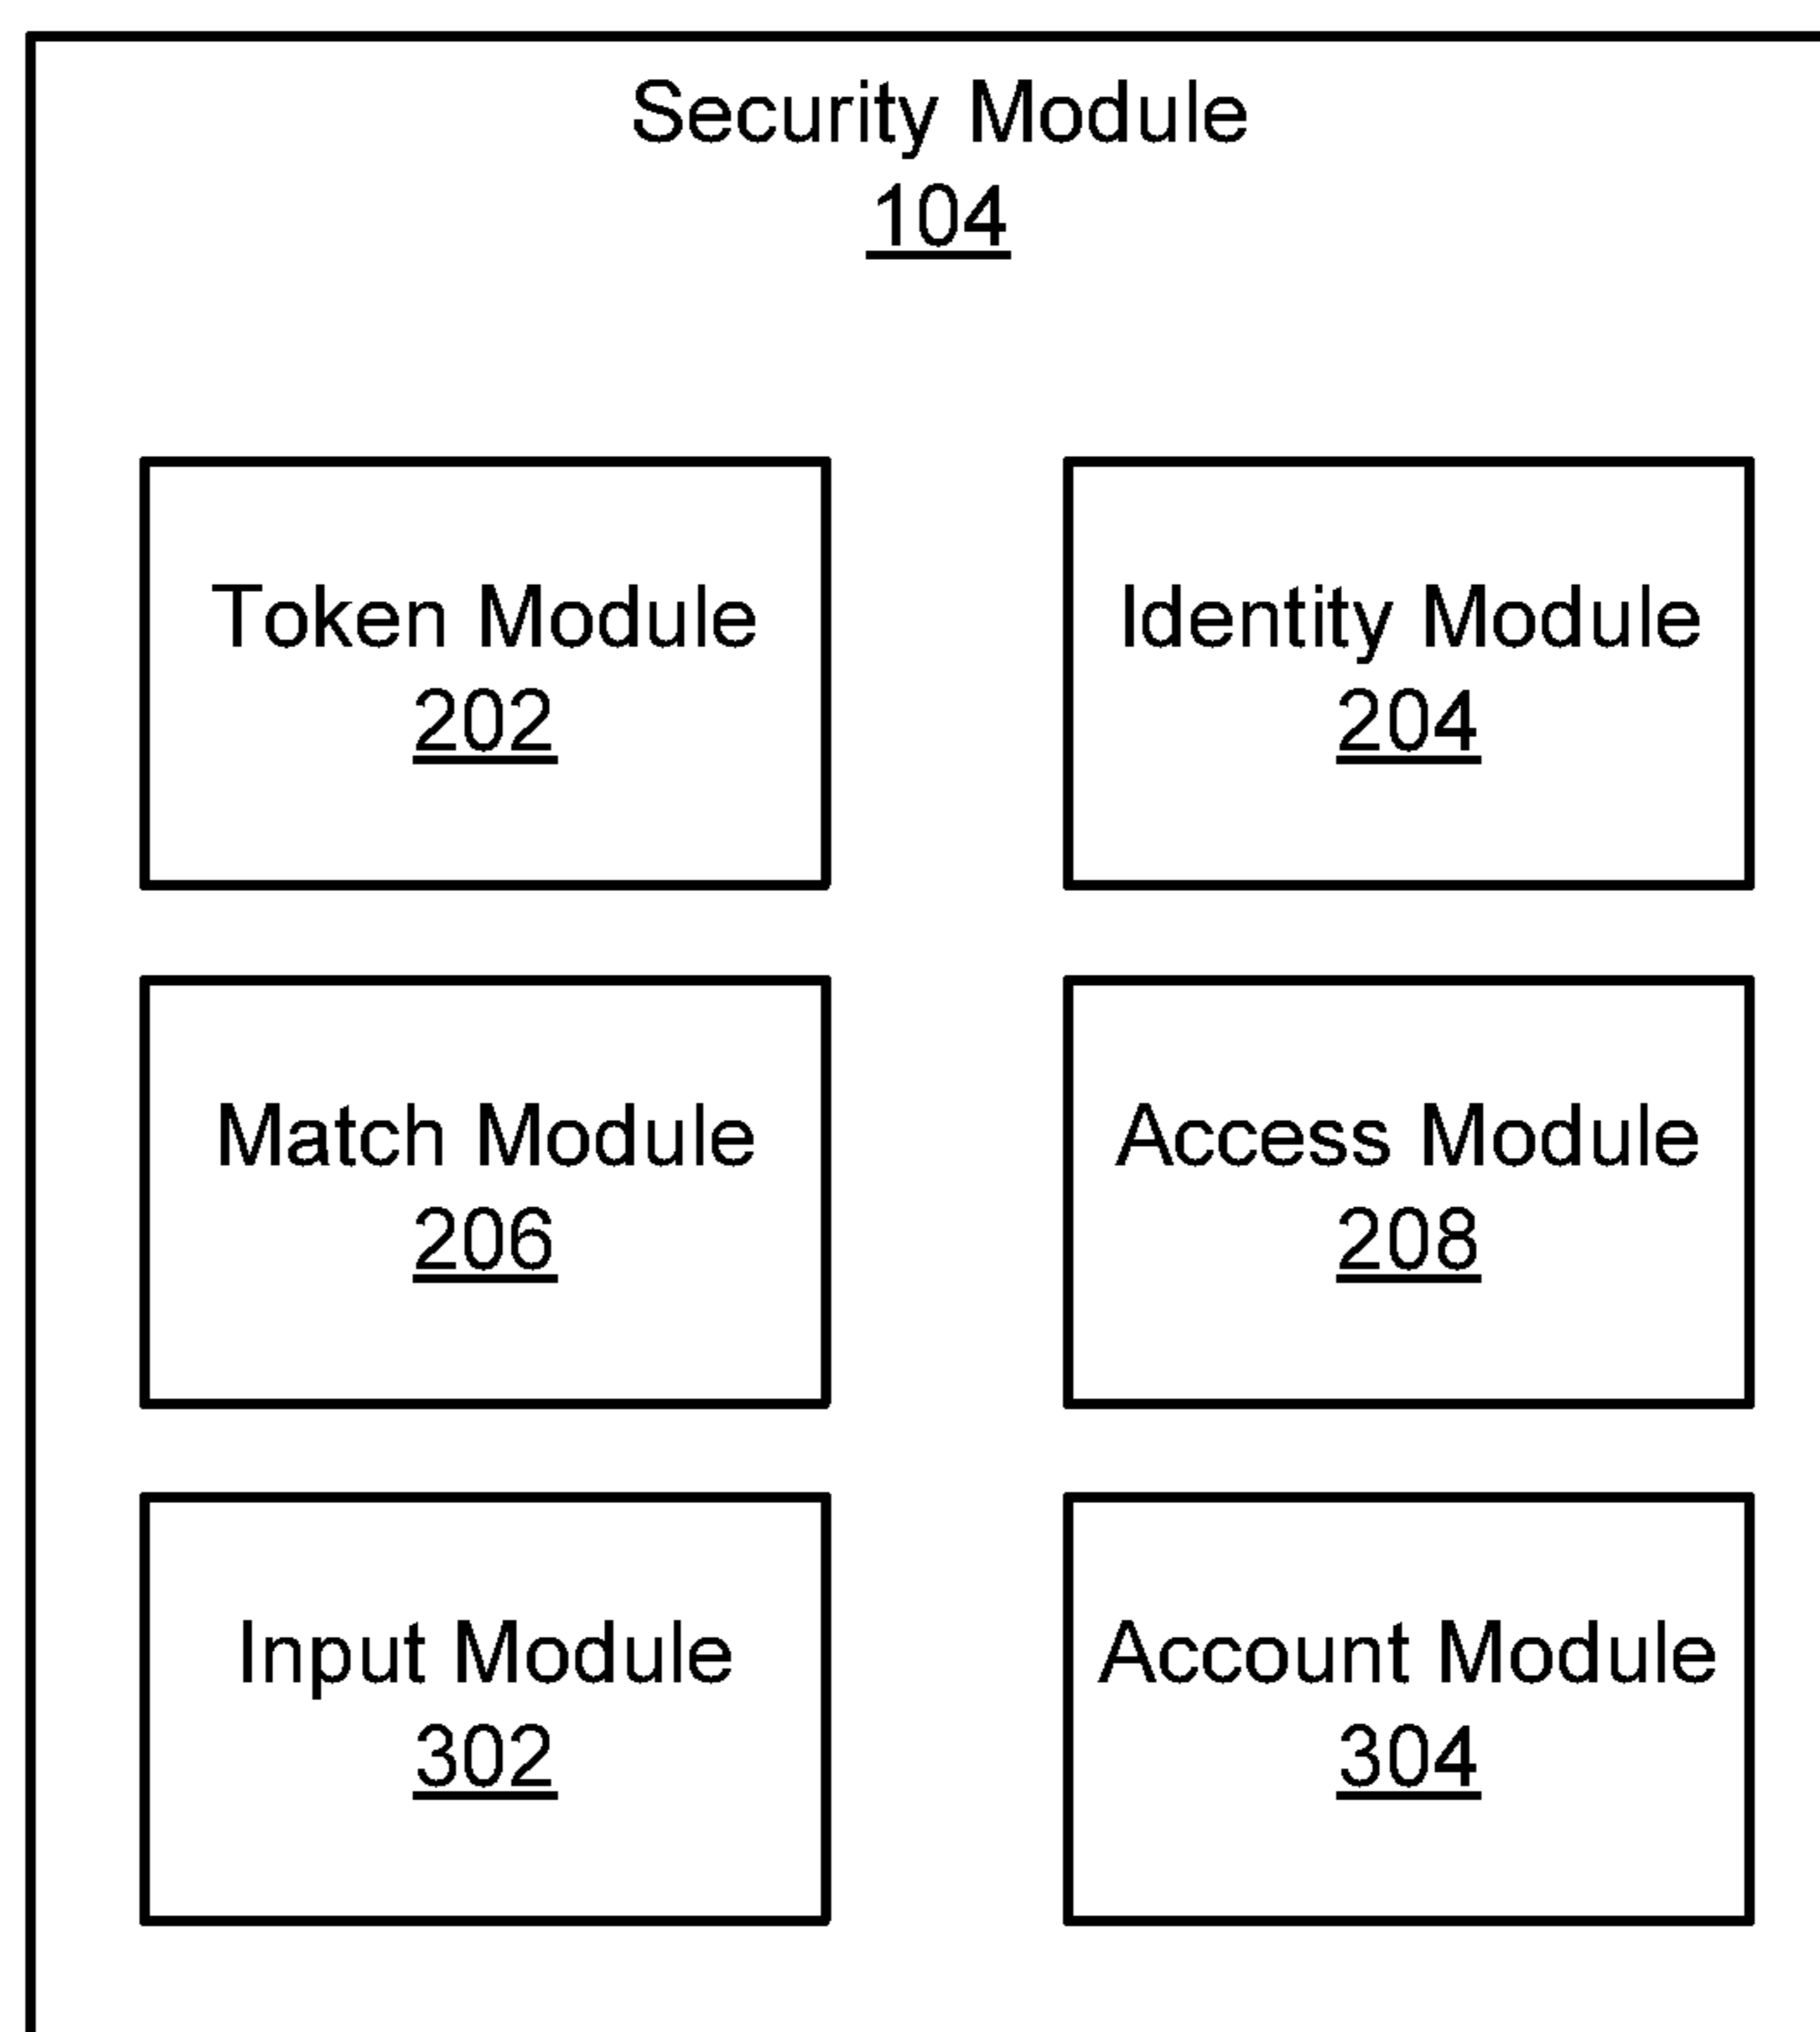 Security Module
104
Token Module
202
Identity Module
204
Match Module
206
Access Module
208
Input Module
302
Account Module
304